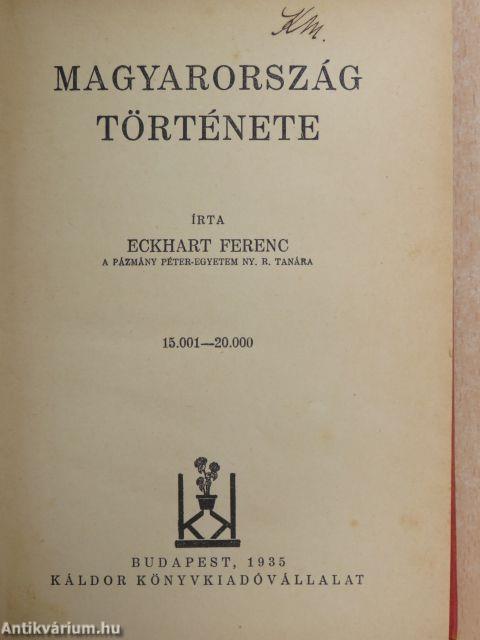 Km.
MAGYARORSZÁG
TÖRTÉNETE
ÍRTA
ECKHART FERENC
A PÁZMÁNY PÉTER-EGYETEM NY. R. TANÁRA
15.001—20.000
BUDAPEST, 1935
KÁLDOR KÖNYVKIADÓVÁLLALAT
Antikvárium.hu